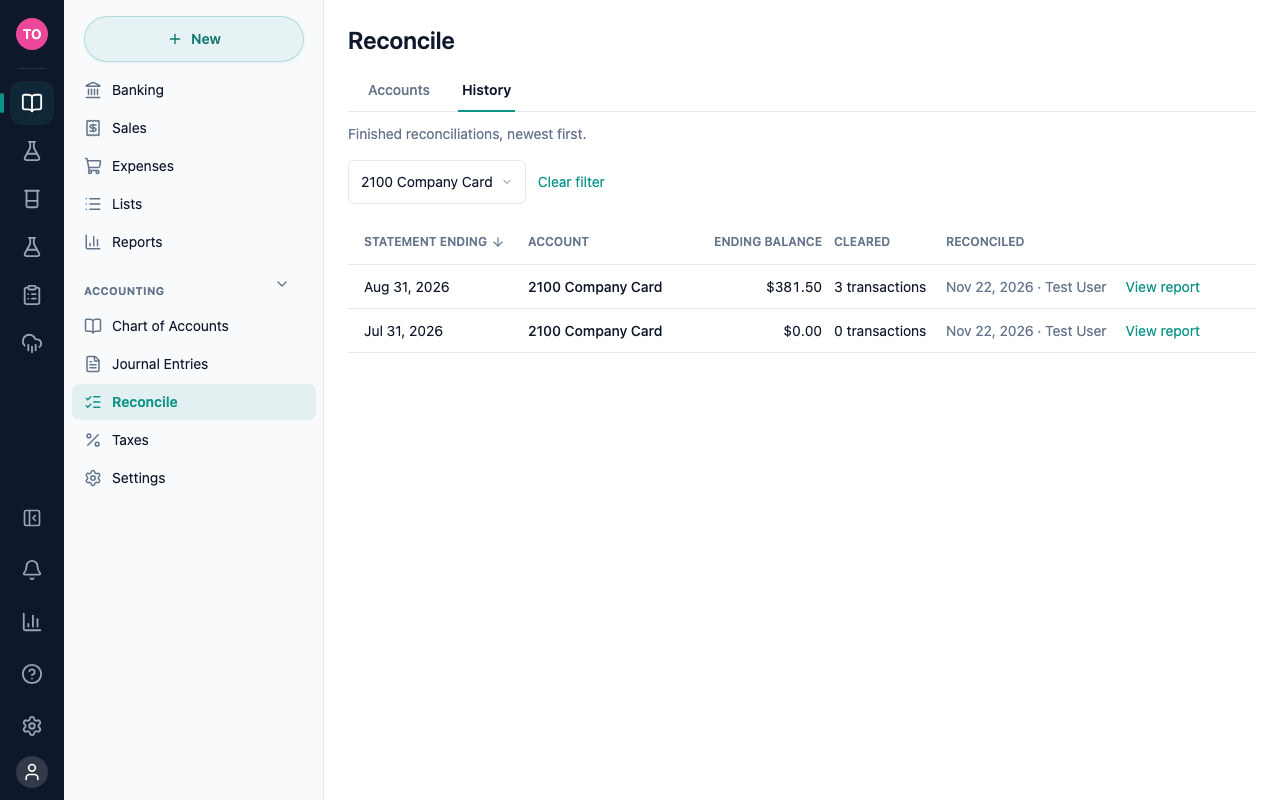 TO
New
Banking
Sales
Expenses
Lists
Reports
ACCOUNTING
Chart of Accounts
Journal Entries
Reconcile
Taxes
Settings
Reconcile
Accounts History
Finished reconciliations, newest first.
2100 Company Card Clear filter
STATEMENT ENDING ACCOUNT ENDING BALANCE CLEARED RECONCILED
Aug 31, 2026 2100 Company Card $381.50 3 transactions Nov 22, 2026 · Test User View report
Jul 31, 2026 2100 Company Card $0.00 0 transactions Nov 22, 2026 · Test User View report